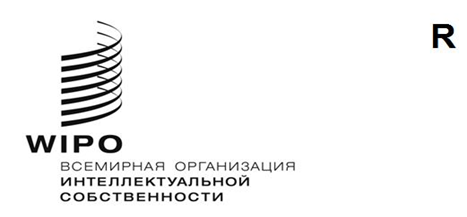 R
WIPO
ВСЕМИРНАЯ ОРГАНИЗАЦИЯ
ИНТЕЛЛЕКТУАЛЬНОЙ
СОБСТВЕННОСТИ